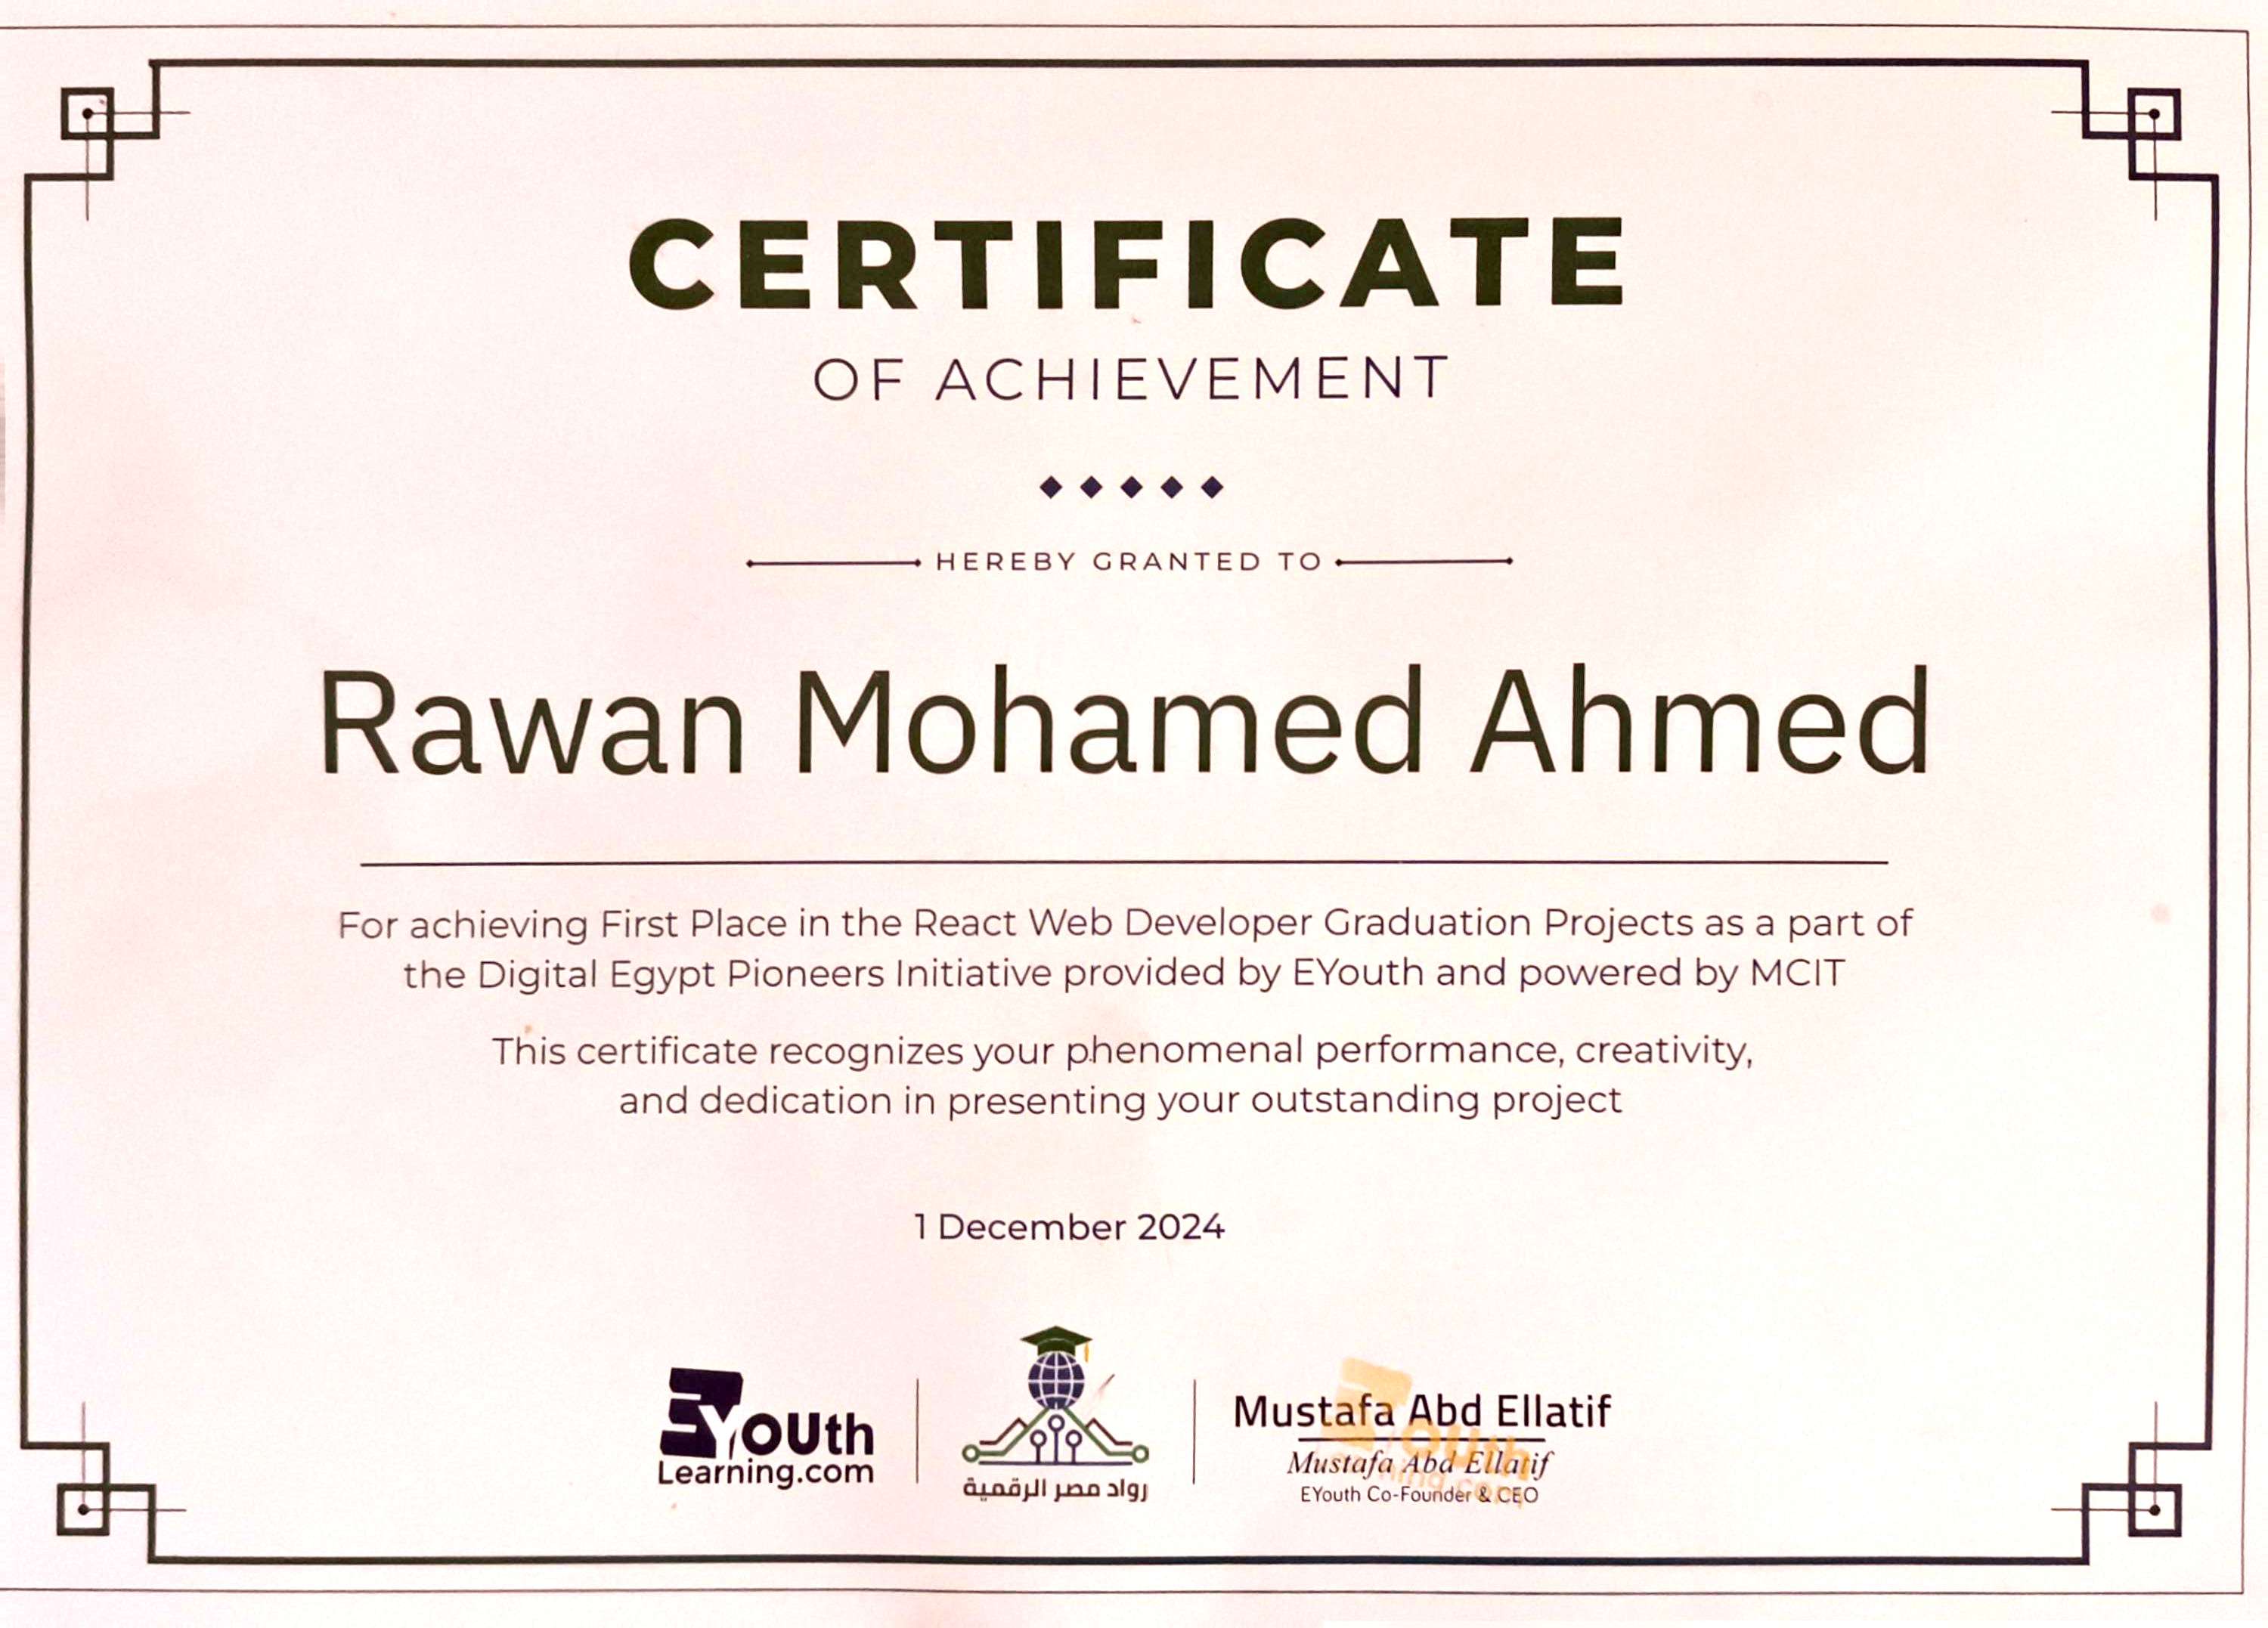 CERTIFICATE
OF ACHIEVEMENT
HEREBY GRANTED TO
Rawan Mohamed Ahmed
For achieving First Place in the React Web Developer Graduation Projects as a part of
the Digital Egypt Pioneers Initiative provided by EYouth and powered by MCIT
This certificate recognizes your phenomenal performance, creativity,
and dedication in presenting your outstanding project
1 December 2024
EYouth
Learning.com
رواد مصر الرقمية
Mustafa Abd Ellatif
Mustafa Abd Ellatif
EYouth Co-Founder & CEO
EYouth
Learning.com